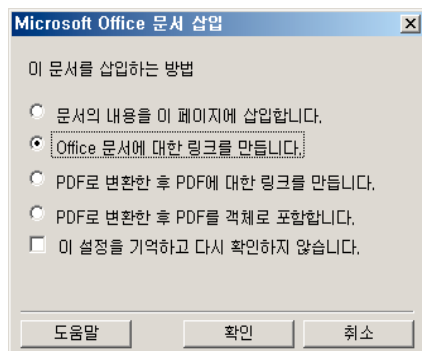 Microsoft Office 문서 삽입
이 문서를 삽입하는 방법
문서의 내용을 이 페이지에 삽입합니다.
Office 문서에 대한 링크를 만듭니다.
PDF로 변환한 후 PDF에 대한 링크를 만듭니다.
PDF로 변환한 후 PDF를 객체로 포함합니다.
이 설정을 기억하고 다시 확인하지 않습니다.
도움말 확인 취소